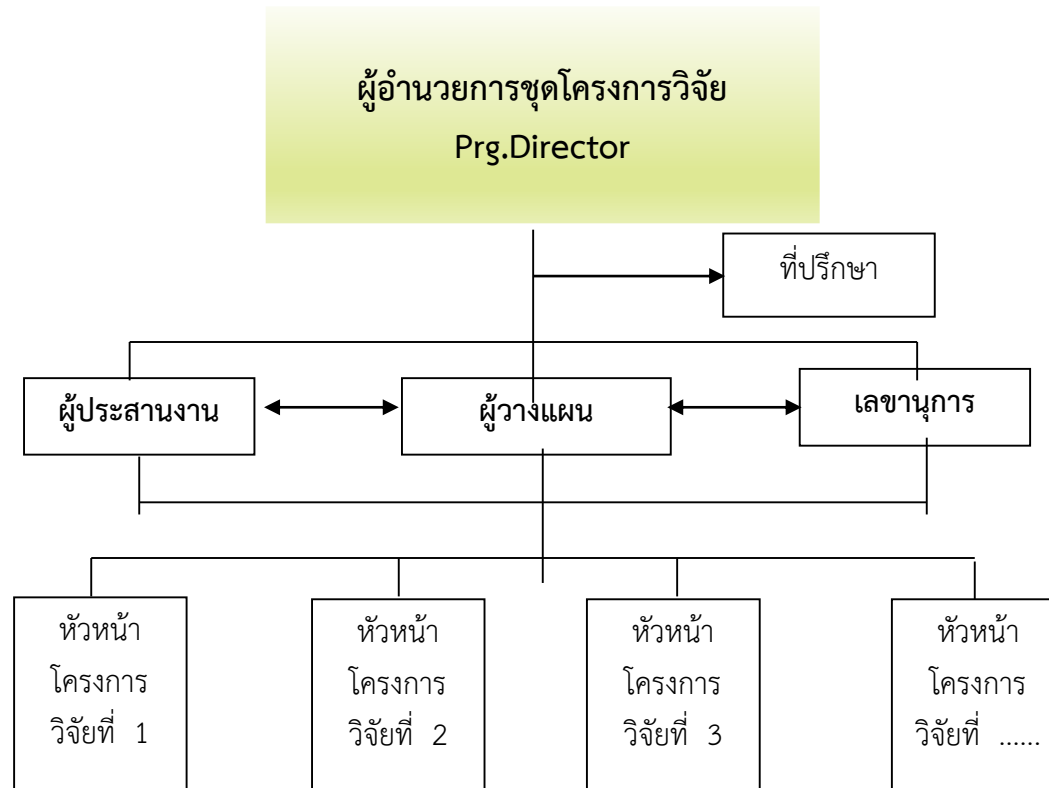 ผู้อำนวยการชุดโครงการวิจัย
Prg.Director
ที่ปรึกษา
ผู้ประสานงาน
ผู้วางแผน
เลขานุการ
หัวหน้า
โครงการ
วิจัยที่ 1
หัวหน้า
โครงการ
วิจัยที่ 2
หัวหน้า
โครงการ
วิจัยที่ 3
หัวหน้า
โครงการ
วิจัยที่ ......